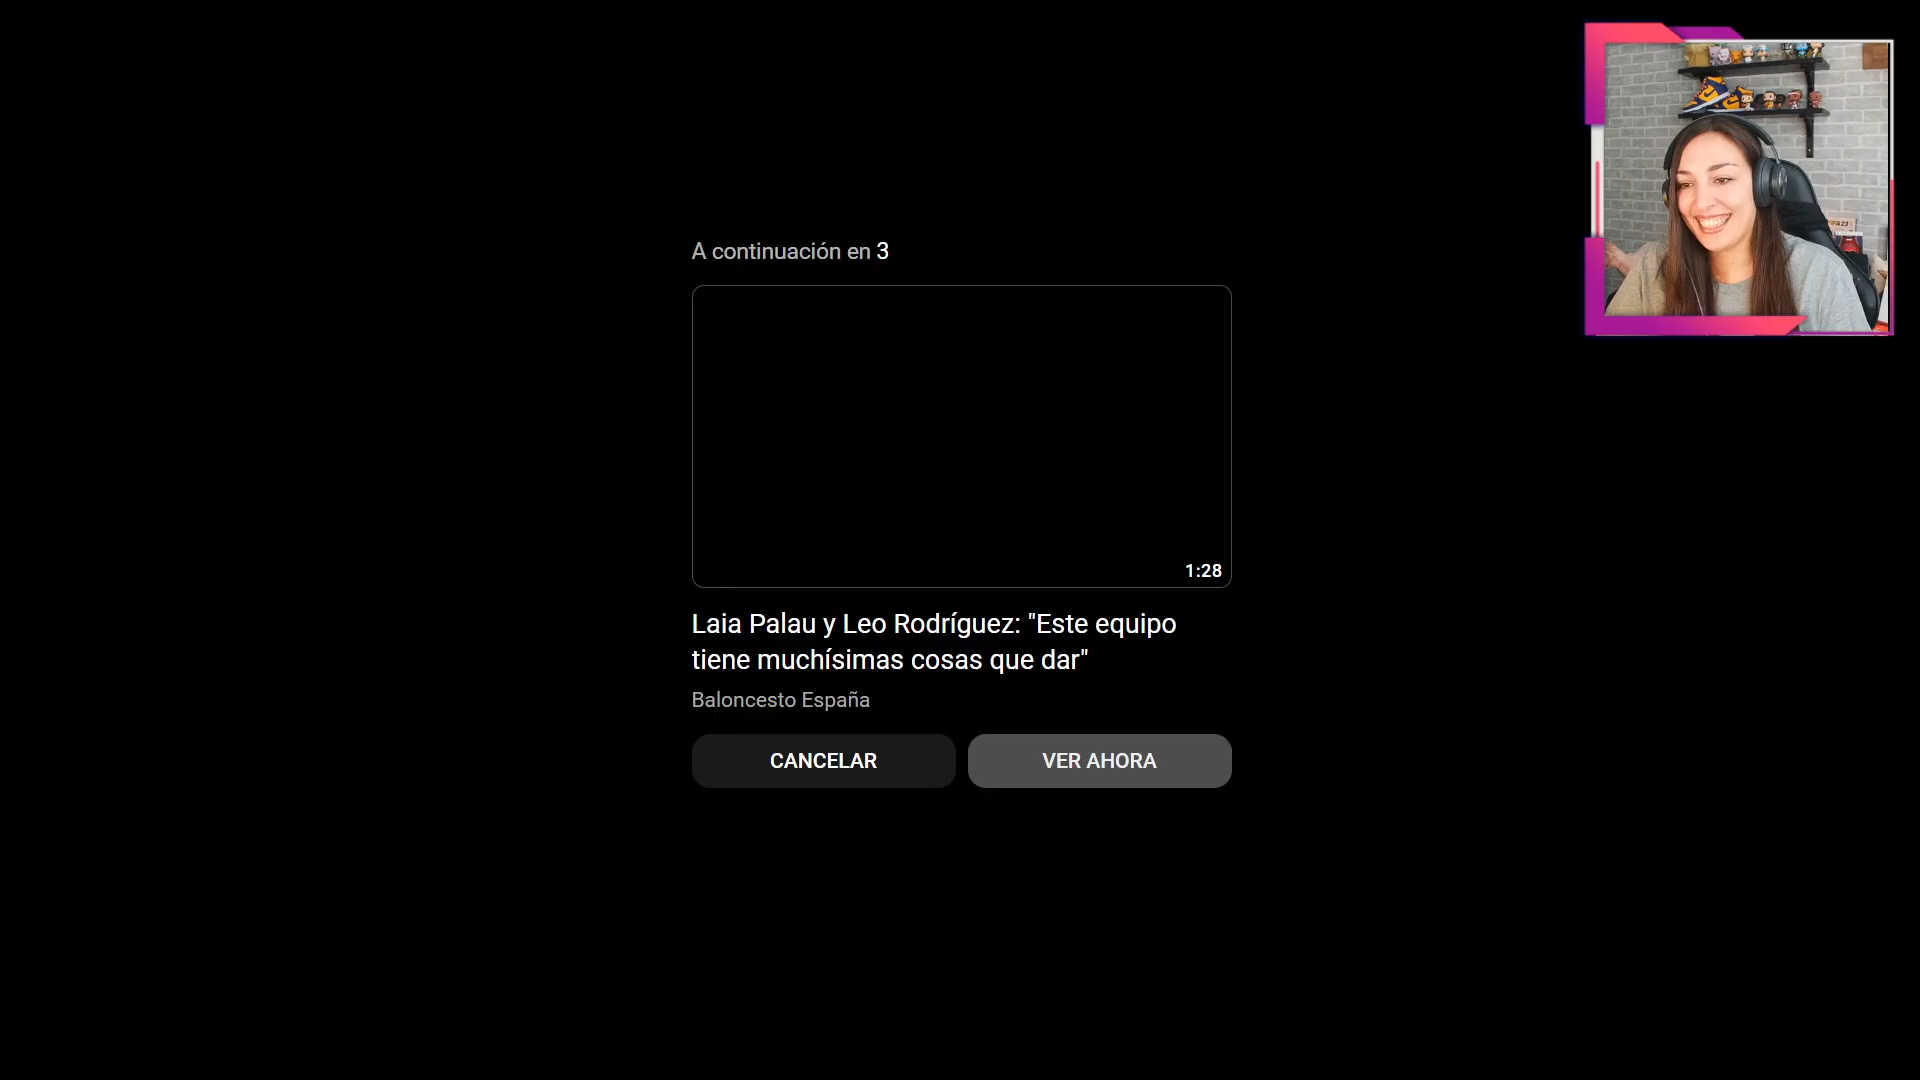 A continuación en 3
1:28
Laia Palau y Leo Rodríguez: "Este equipo
tiene muchísimas cosas que dar"
Baloncesto España
CANCELAR
VER AHORA